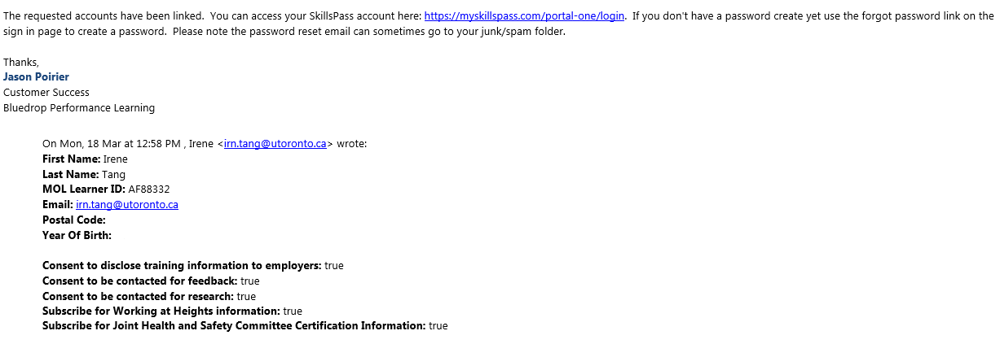 The requested accounts have been linked.  You can access your SkillsPass account here: https://myskillspass.com/portal-one/login.  If you don't have a password create yet use the forgot password link on the
sign in page to create a password.  Please note the password reset email can sometimes go to your junk/spam folder.
Thanks,
Jason Poirier
Customer Success
Bluedrop Performance Learning
On Mon, 18 Mar at 12:58 PM , Irene <irn.tang@utoronto.ca> wrote:
First Name: Irene
Last Name: Tang
MOL Learner ID: AF88332
Email: irn.tang@utoronto.ca
Postal Code:
Year Of Birth:
Consent to disclose training information to employers: true
Consent to be contacted for feedback: true
Consent to be contacted for research: true
Subscribe for Working at Heights information: true
Subscribe for Joint Health and Safety Committee Certification Information: true